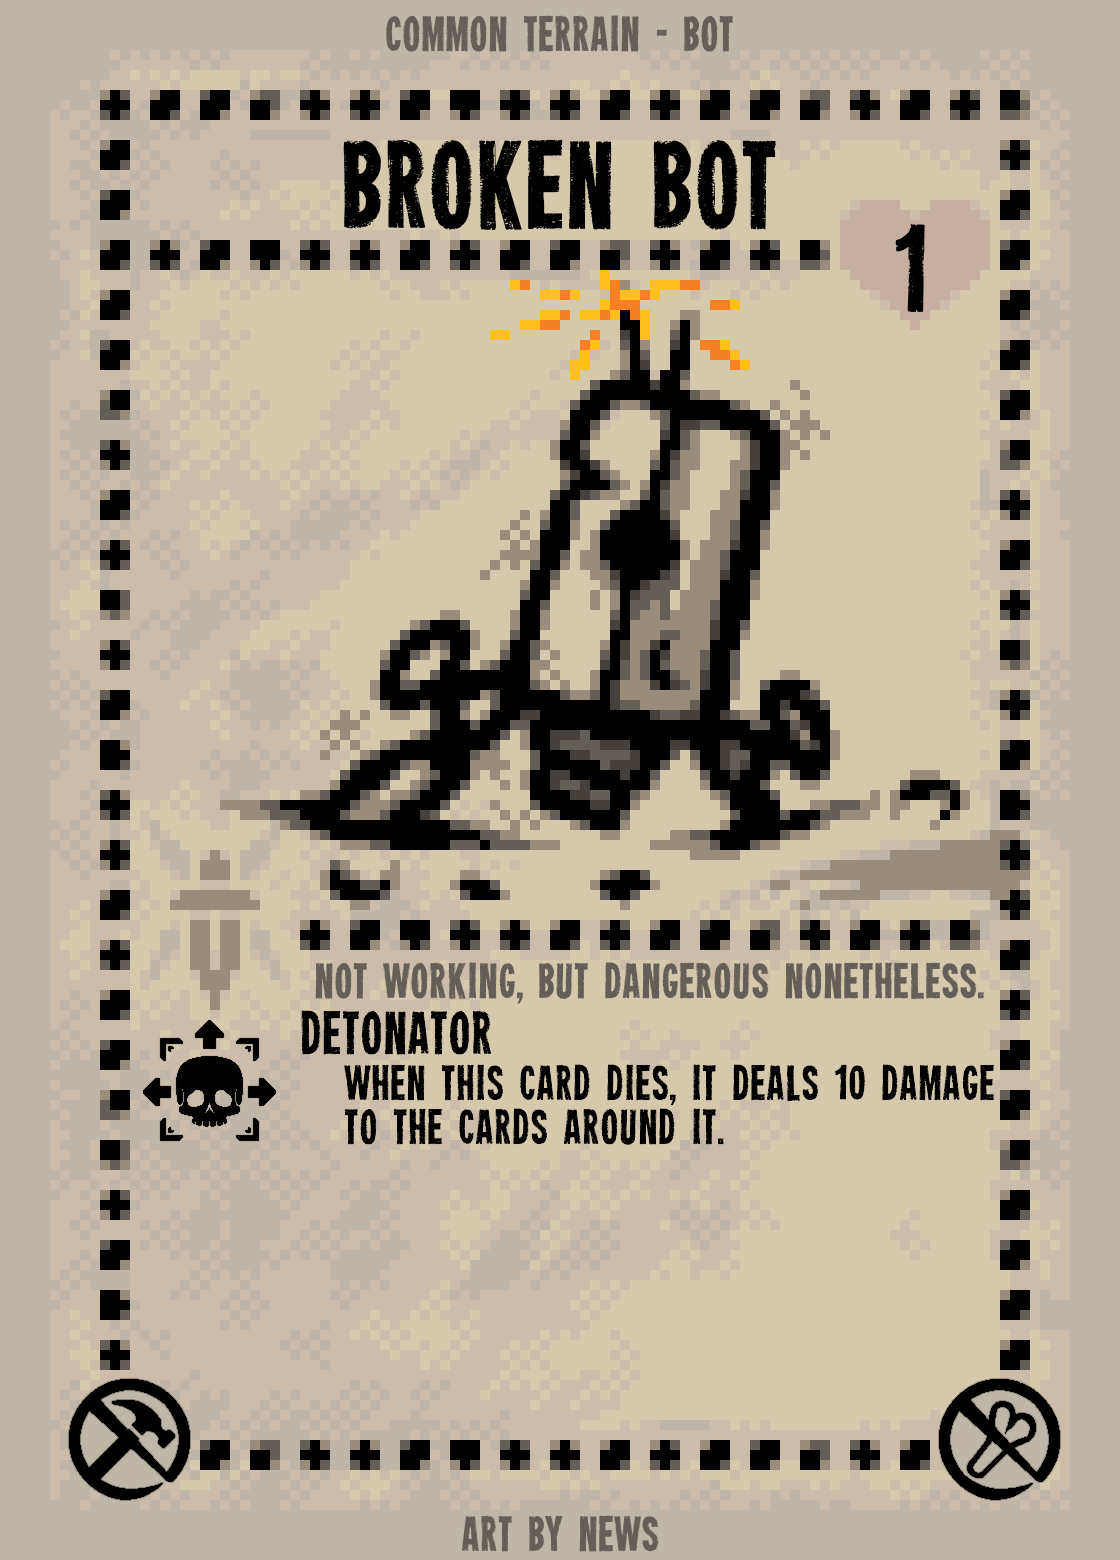 COMMON TERRAIN - BOT
BROKEN BOT
1
NOT WORKING, BUT DANGEROUS NONETHELESS.
DETONATOR
WHEN THIS CARD DIES, IT DEALS 10 DAMAGE
TO THE CARDS AROUND IT.
ART BY NEWS